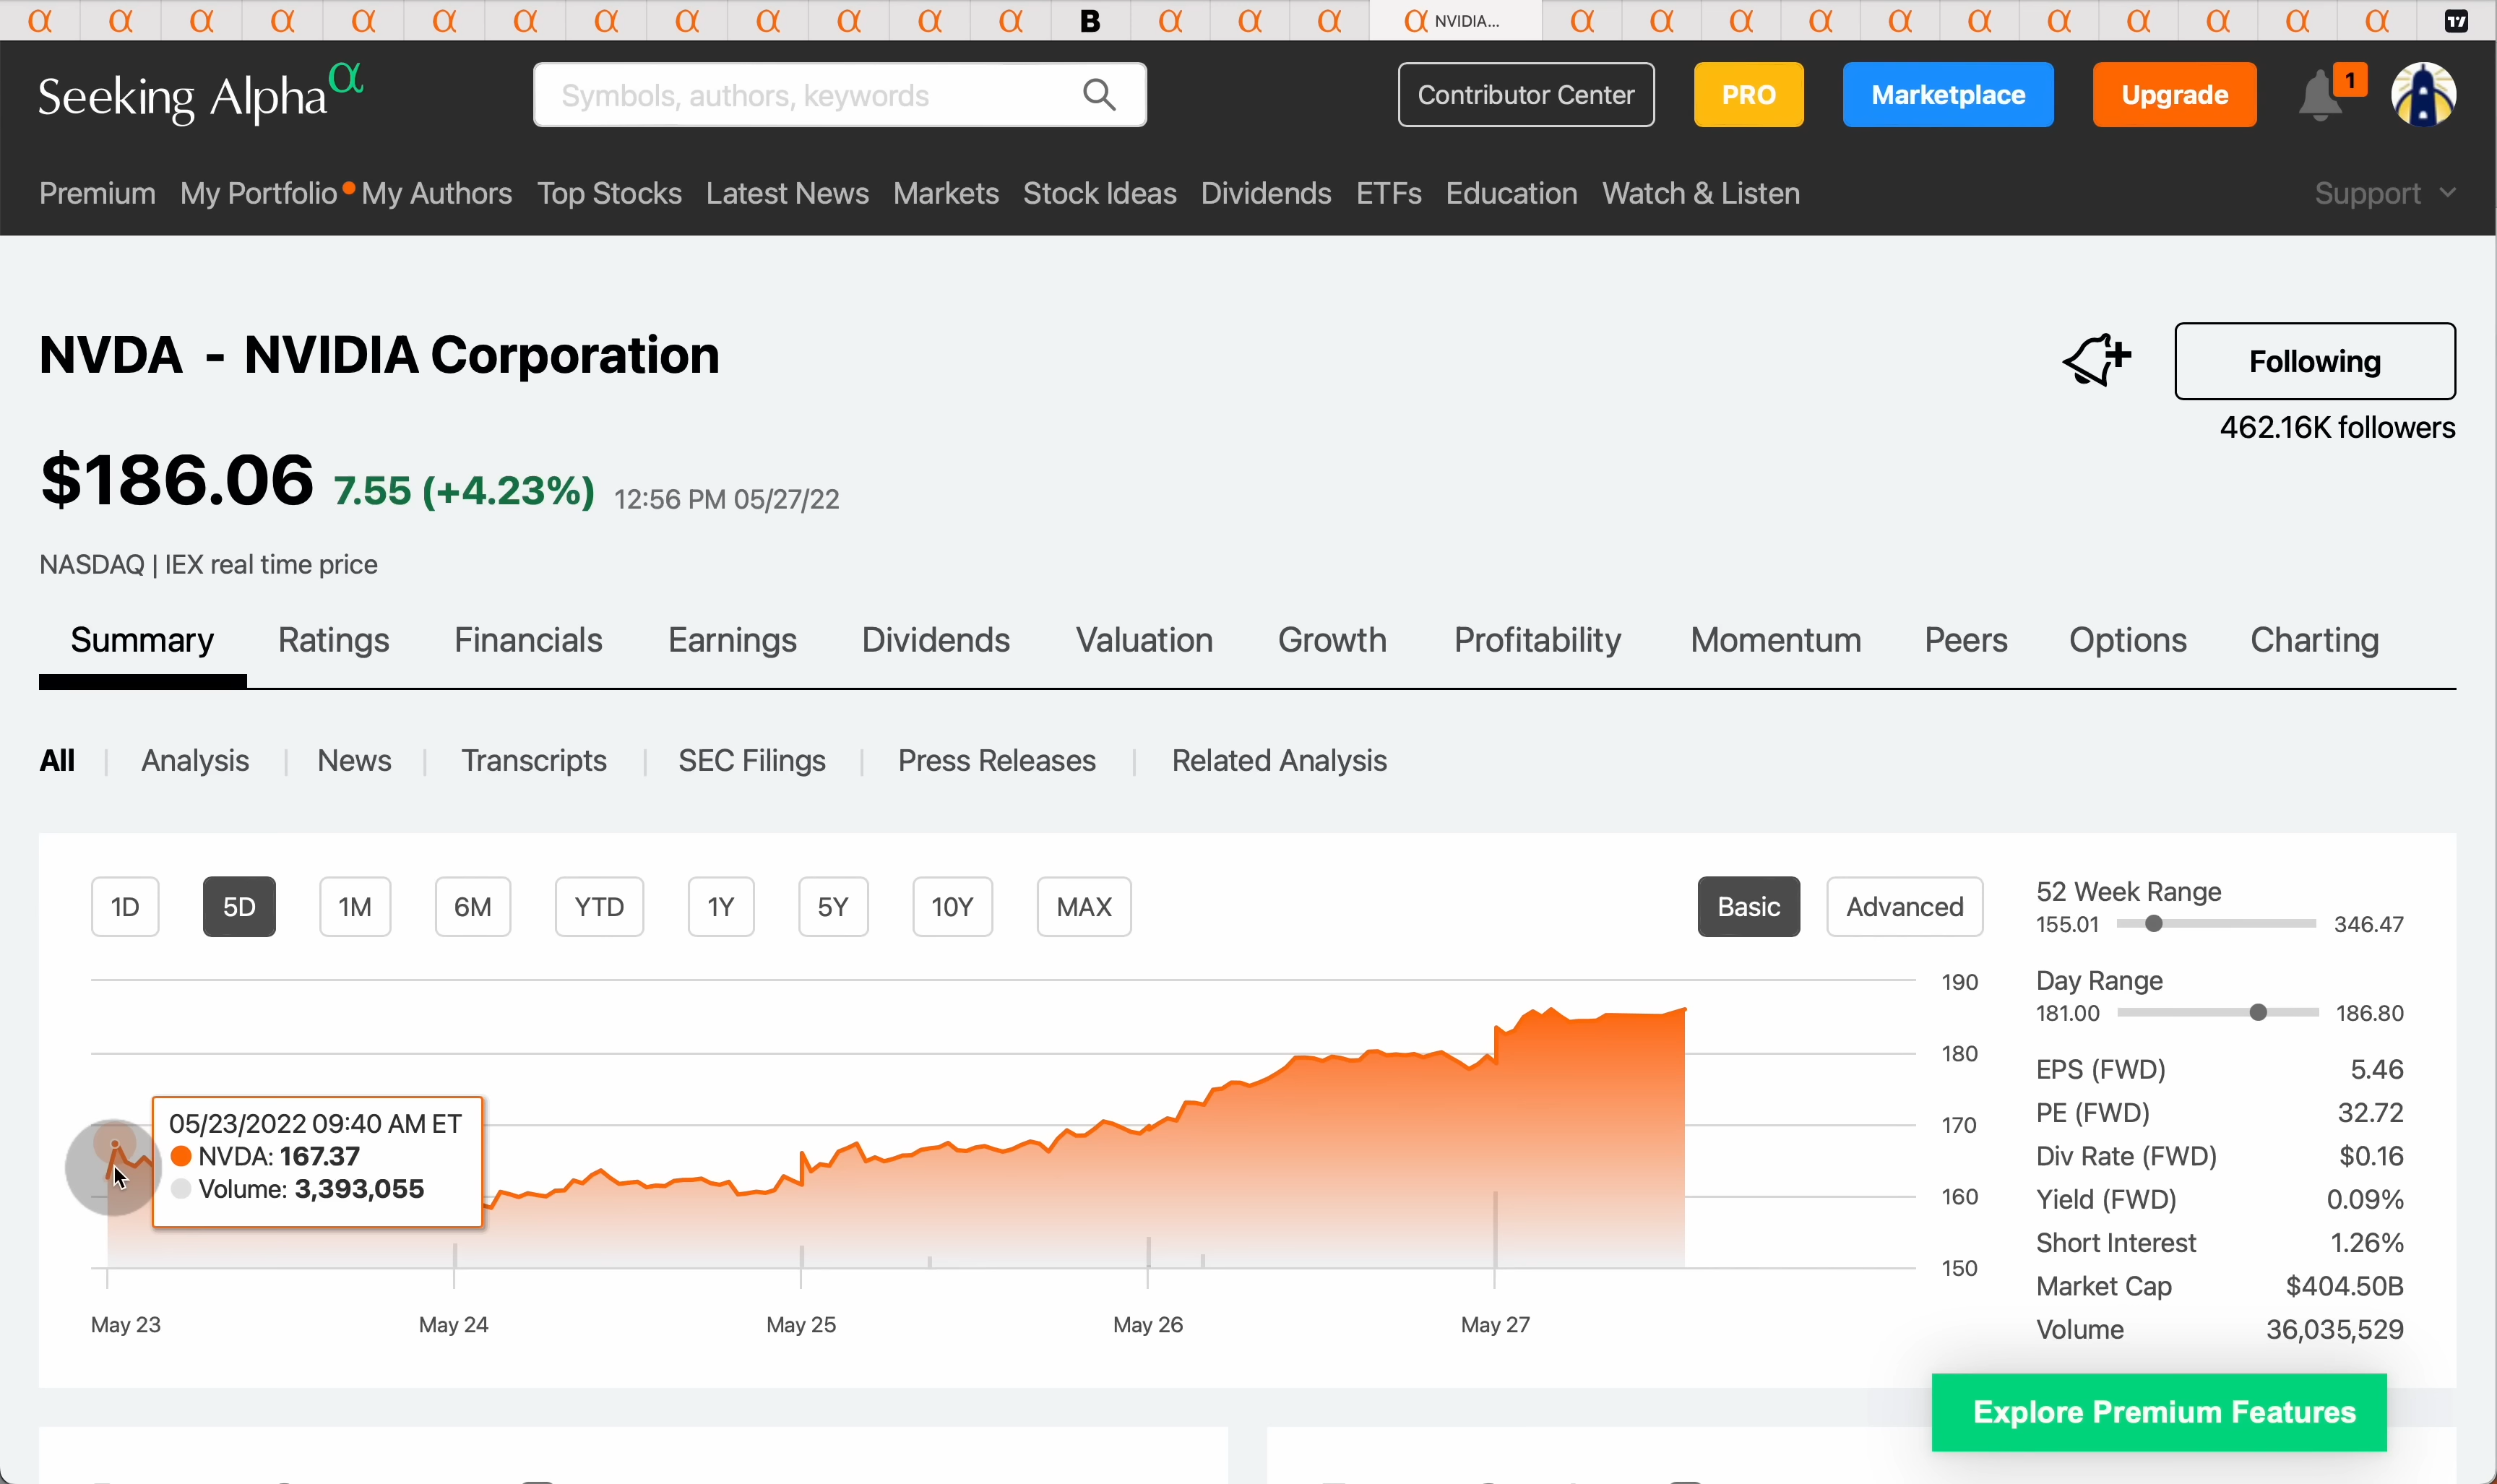 α α α α α α α α α α α α α B α α α α NVIDIA... α α α α α α α α α α α TV
Seeking Alpha α
Symbols, authors, keywords
Contributor Center PRO Marketplace Upgrade 1
Premium My Portfolio My Authors Top Stocks Latest News Markets Stock Ideas Dividends ETFs Education Watch & Listen Support
NVDA - NVIDIA Corporation
Following
462.16K followers
$186.06 7.55 (+4.23%) 12:56 PM 05/27/22
NASDAQ | IEX real time price
Summary Ratings Financials Earnings Dividends Valuation Growth Profitability Momentum Peers Options Charting
All | Analysis | News | Transcripts | SEC Filings | Press Releases | Related Analysis
1D 5D 1M 6M YTD 1Y 5Y 10Y MAX
Basic Advanced
190
180
170
160
150
05/23/2022 09:40 AM ET
NVDA: 167.37
Volume: 3,393,055
May 23 May 24 May 25 May 26 May 27
52 Week Range
155.01 346.47
Day Range
181.00 186.80
EPS (FWD) 5.46
PE (FWD) 32.72
Div Rate (FWD) $0.16
Yield (FWD) 0.09%
Short Interest 1.26%
Market Cap $404.50B
Volume 36,035,529
Explore Premium Features